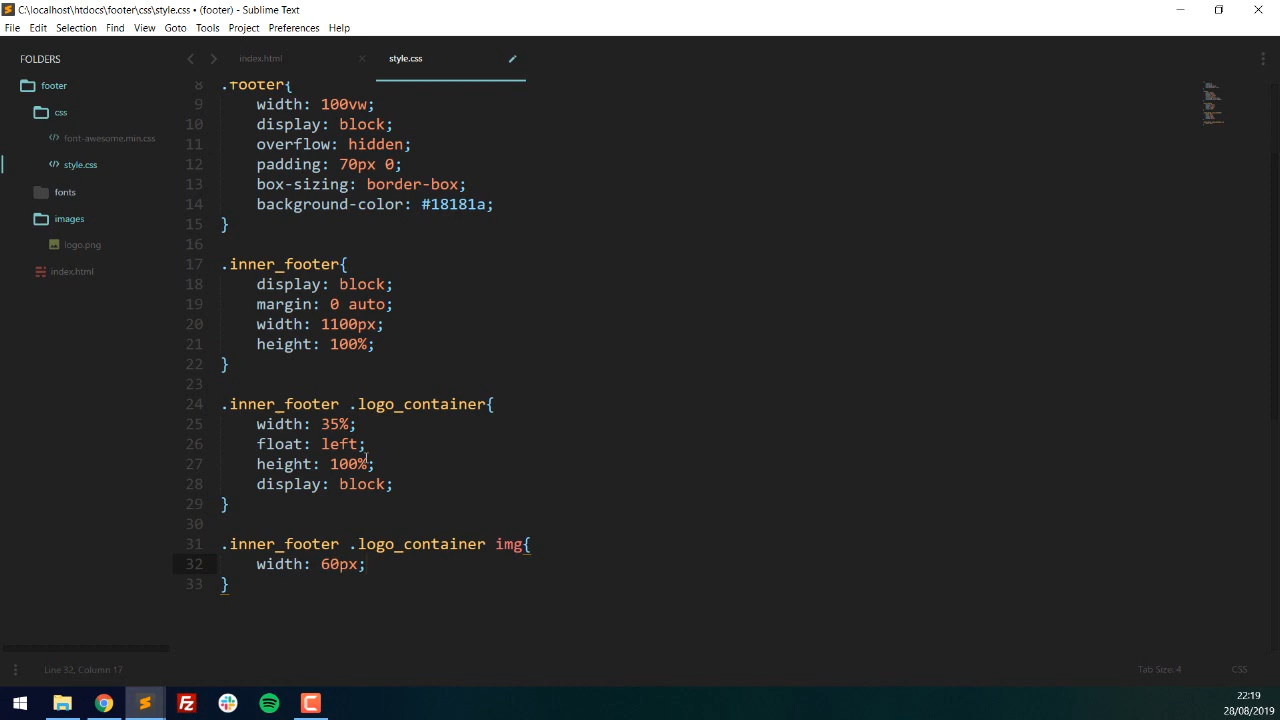 C:\localhost\htdocs\footer\css\style.css • (footer) - Sublime Text
File Edit Selection Find View Goto Tools Project Preferences Help
FOLDERS
footer
css
font-awesome.min.css
style.css
fonts
images
logo.png
index.html
index.html
style.css
8 .footer{
9 width: 100vw;
10 display: block;
11 overflow: hidden;
12 padding: 70px 0;
13 box-sizing: border-box;
14 background-color: #18181a;
15 }
16
17 .inner_footer{
18 display: block;
19 margin: 0 auto;
20 width: 1100px;
21 height: 100%;
22 }
23
24 .inner_footer .logo_container{
25 width: 35%;
26 float: left;
27 height: 100%;
28 display: block;
29 }
30
31 .inner_footer .logo_container img{
32 width: 60px;
33 }
Line 32, Column 17
Tab Size: 4
CSS
22:19
28/08/2019